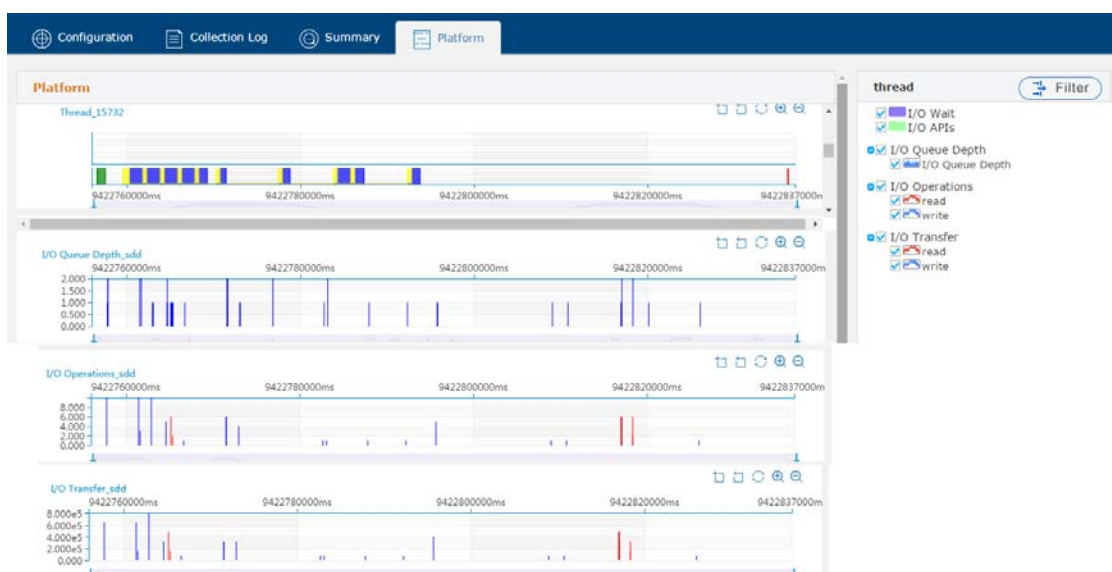 Configuration
Collection Log
Summary
Platform
Platform
Thread_15732
9422760000ms 9422780000ms 9422800000ms 9422820000ms 9422837000n
I/O Queue Depth_sdd
9422760000ms 9422780000ms 9422800000ms 9422820000ms 9422837000m
2.000
1.500
1.000
0.500
0.000
I/O Operations_sdd
9422760000ms 9422780000ms 9422800000ms 9422820000ms 9422837000m
8.000
6.000
4.000
2.000
0.000
I/O Transfer_sdd
9422760000ms 9422780000ms 9422800000ms 9422820000ms 9422837000m
8.000e5
6.000e5
4.000e5
2.000e5
0.000
thread
Filter
I/O Wait
I/O APIs
I/O Queue Depth
I/O Queue Depth
I/O Operations
read
write
I/O Transfer
read
write